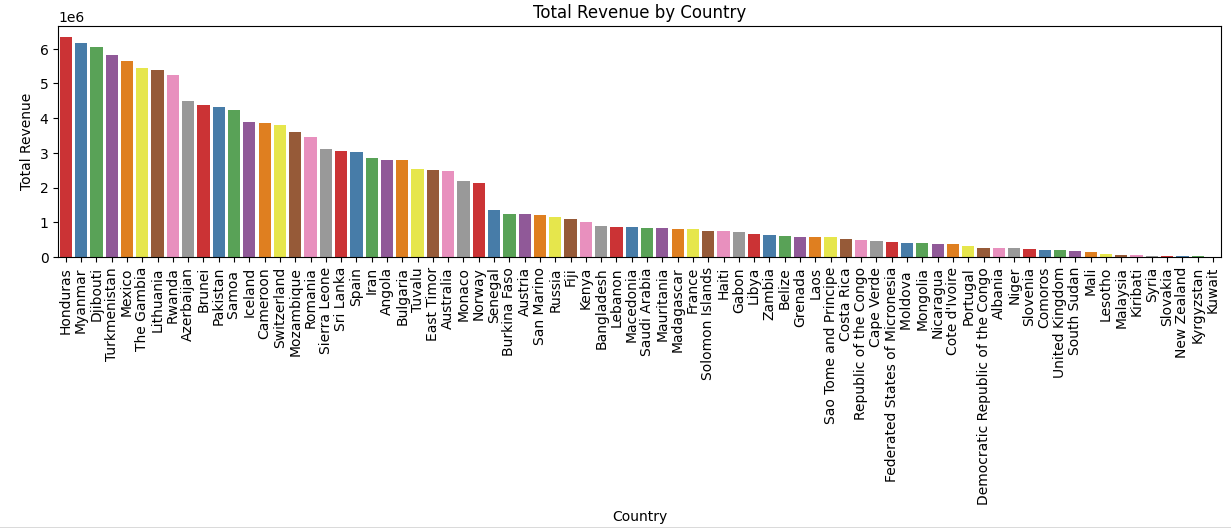 Total Revenue by Country
1e6
6
5
4
3
2
1
0
Total Revenue
Honduras
Myanmar
Djibouti
Turkmenistan
Mexico
The Gambia
Lithuania
Rwanda
Azerbaijan
Brunei
Pakistan
Samoa
Iceland
Cameroon
Switzerland
Mozambique
Romania
Sierra Leone
Sri Lanka
Spain
Iran
Angola
Bulgaria
Tuvalu
East Timor
Australia
Monaco
Norway
Senegal
Burkina Faso
Austria
San Marino
Russia
Fiji
Kenya
Bangladesh
Lebanon
Macedonia
Saudi Arabia
Mauritania
Madagascar
France
Solomon Islands
Haiti
Gabon
Libya
Zambia
Belize
Grenada
Laos
Sao Tome and Principe
Costa Rica
Republic of the Congo
Cape Verde
Federated States of Micronesia
Moldova
Mongolia
Nicaragua
Cote d'Ivoire
Portugal
Democratic Republic of the Congo
Albania
Niger
Slovenia
Comoros
United Kingdom
South Sudan
Mali
Lesotho
Malaysia
Kiribati
Syria
Slovakia
New Zealand
Kyrgyzstan
Kuwait
Country